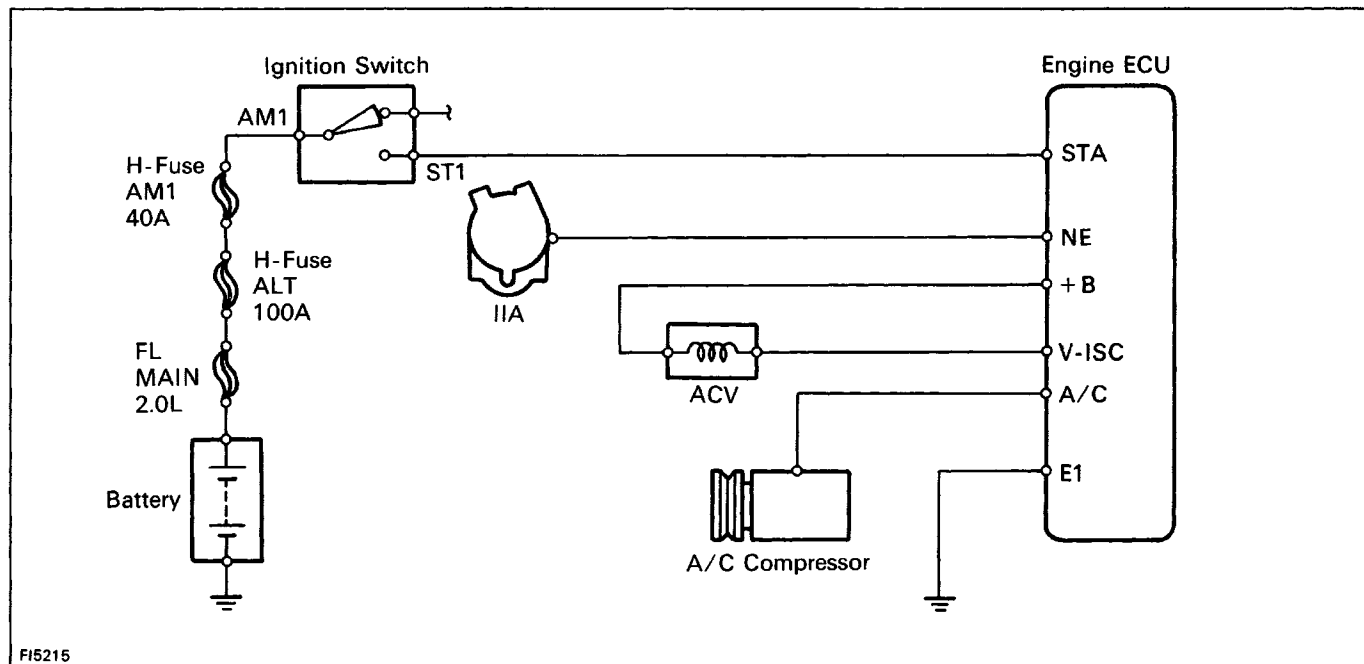 Ignition Switch
Engine ECU
AM1
H-Fuse
AM1
40A
ST1
STA
H-Fuse
ALT
100A
NE
IIA
+B
FL
MAIN
2.0L
V-ISC
ACV
A/C
Battery
E1
A/C Compressor
FI5215